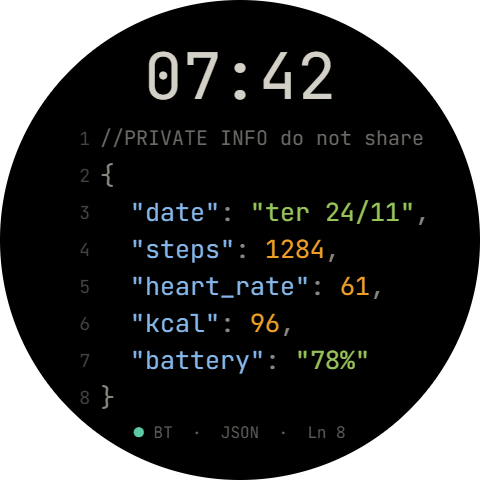 07:42
1 //PRIVATE INFO do not share
2 {
3 "date": "ter 24/11",
4 "steps": 1284,
5 "heart_rate": 61,
6 "kcal": 96,
7 "battery": "78%"
8 }
BT · JSON · Ln 8